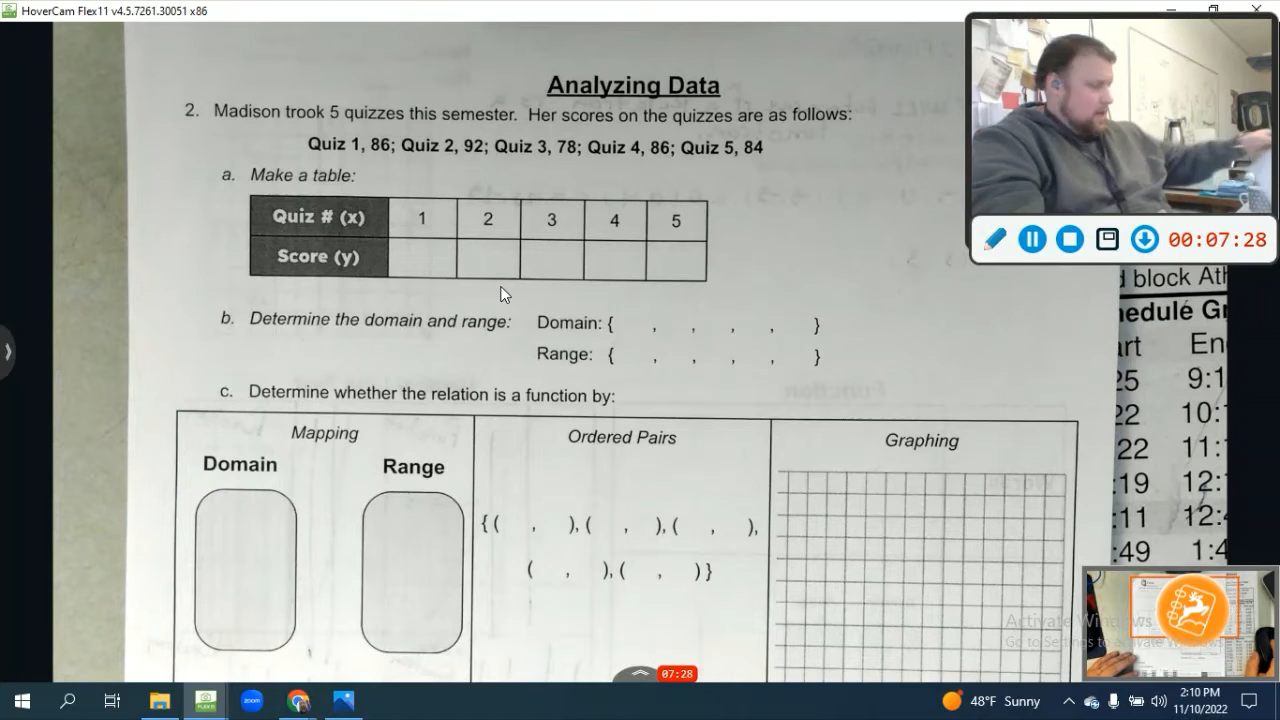 HoverCam Flex11 v4.5.7261.30051 x86
Analyzing Data
2. Madison trook 5 quizzes this semester. Her scores on the quizzes are as follows:
Quiz 1, 86; Quiz 2, 92; Quiz 3, 78; Quiz 4, 86; Quiz 5, 84
a. Make a table:
Quiz # (x) 1 2 3 4 5
Score (y)
b. Determine the domain and range: Domain: { , , , , }
Range: { , , , , }
c. Determine whether the relation is a function by:
Mapping Ordered Pairs Graphing
Domain Range
{( , ), ( , ), ( , ),
( , ), ( , )}
00:07:28
block
En
25 9:1
22 10:
22 11:
:19 12:
:11 12:
:49 1:4
Activate Windows
07:28
48°F Sunny
2:10 PM
11/10/2022
zoom